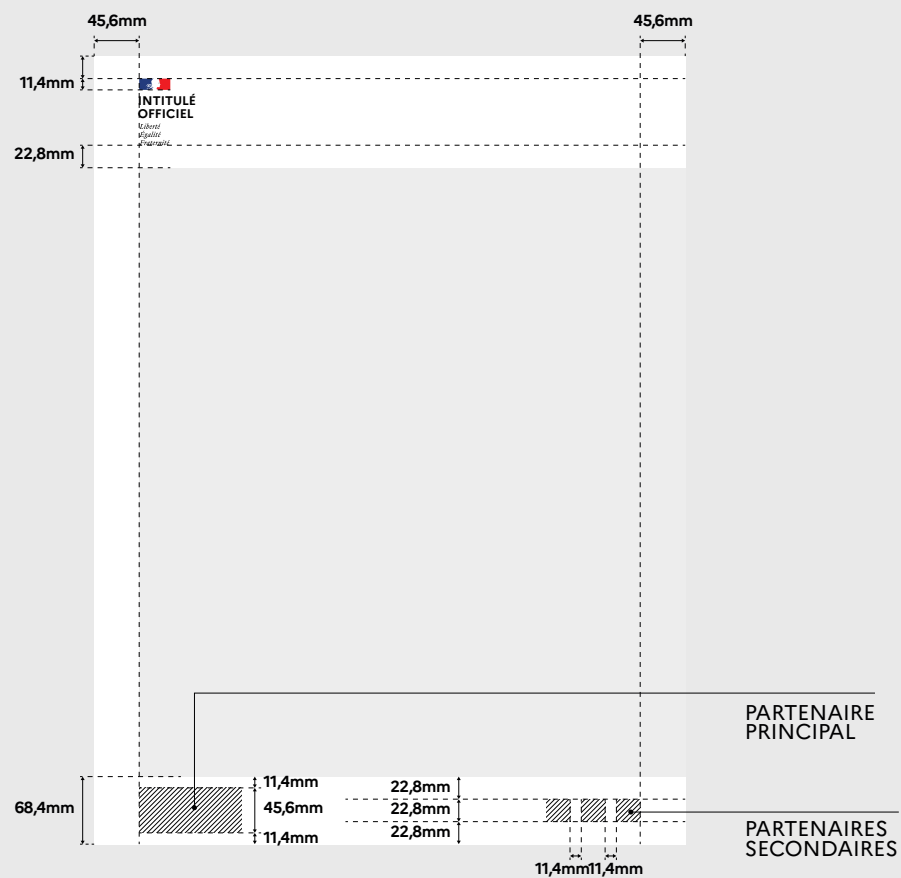 45,6mm
45,6mm
11,4mm
INTITULÉ
OFFICIEL
Liberté
Égalité
Fraternité
22,8mm
PARTENAIRE
PRINCIPAL
11,4mm
68,4mm
45,6mm
11,4mm
22,8mm
22,8mm
22,8mm
PARTENAIRES
SECONDAIRES
11,4mm
11,4mm